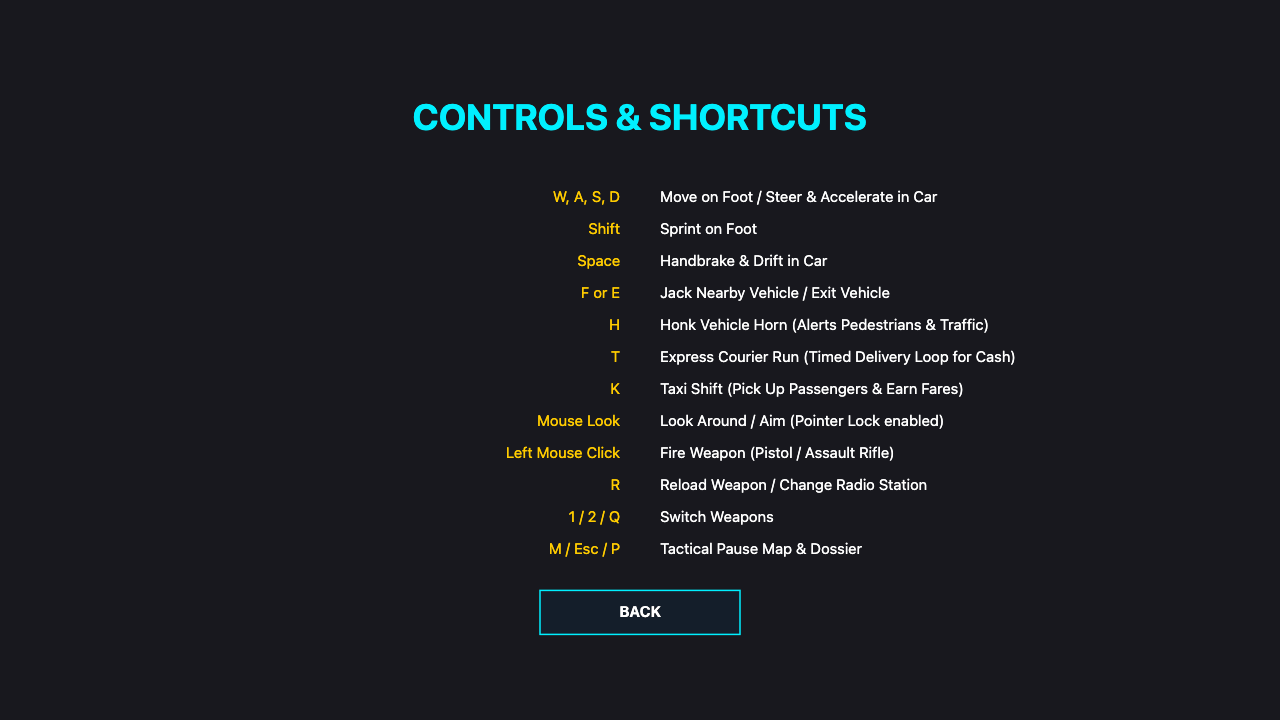 CONTROLS & SHORTCUTS
W, A, S, D Move on Foot / Steer & Accelerate in Car
Shift Sprint on Foot
Space Handbrake & Drift in Car
F or E Jack Nearby Vehicle / Exit Vehicle
H Honk Vehicle Horn (Alerts Pedestrians & Traffic)
T Express Courier Run (Timed Delivery Loop for Cash)
K Taxi Shift (Pick Up Passengers & Earn Fares)
Mouse Look Look Around / Aim (Pointer Lock enabled)
Left Mouse Click Fire Weapon (Pistol / Assault Rifle)
R Reload Weapon / Change Radio Station
1 / 2 / Q Switch Weapons
M / Esc / P Tactical Pause Map & Dossier
BACK